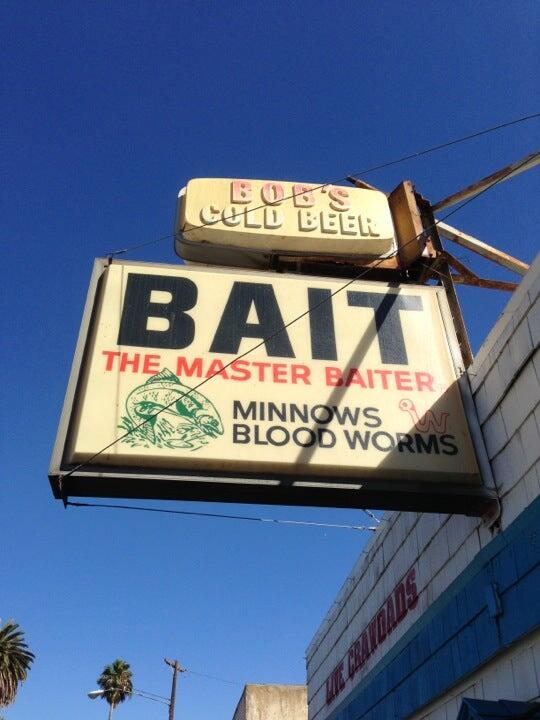 BOB'S
COLD BEER
BAIT
THE MASTER BAITER
MINNOWS
BLOOD WORMS
LIVE CRAWDADS